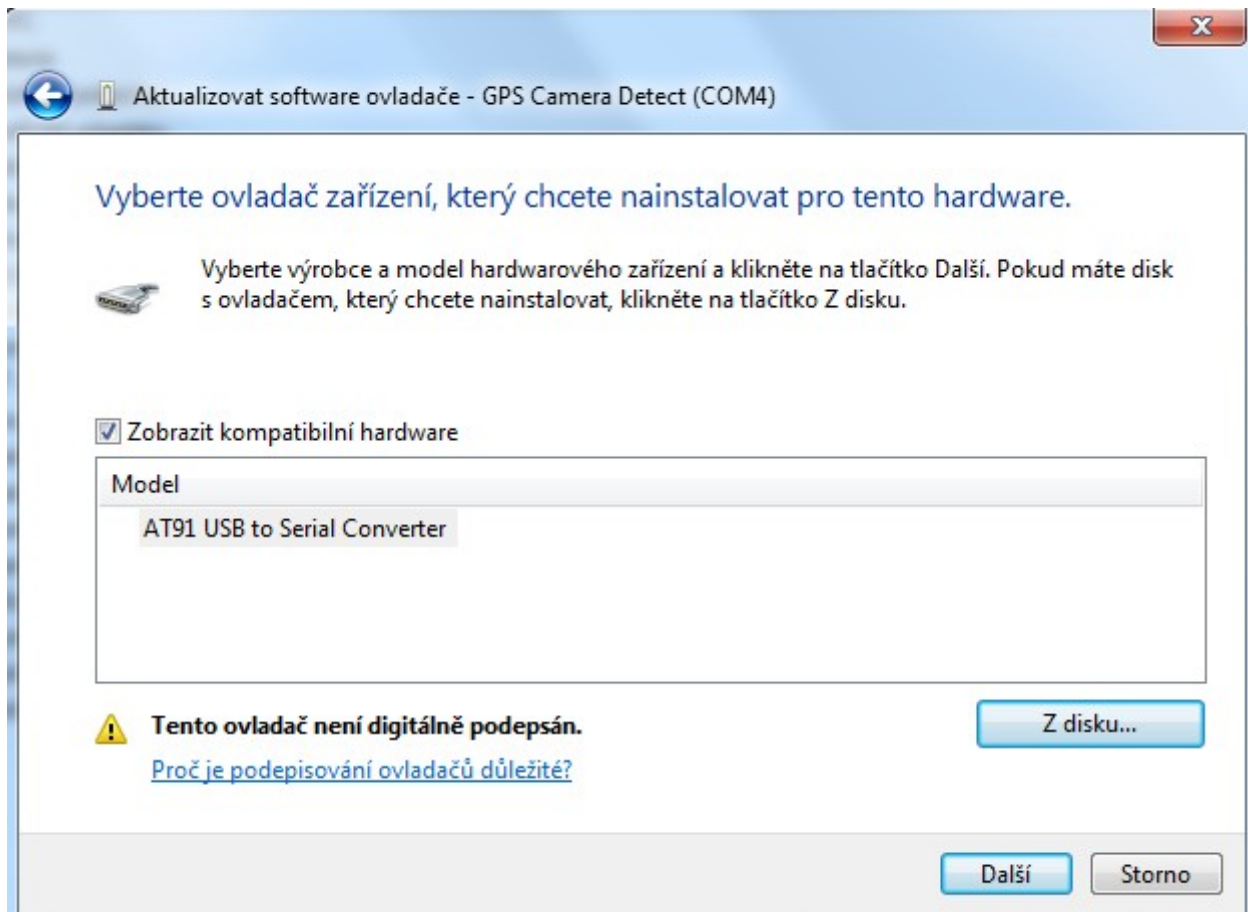 Aktualizovat software ovladače - GPS Camera Detect (COM4)
Vyberte ovladač zařízení, který chcete nainstalovat pro tento hardware.
Vyberte výrobce a model hardwarového zařízení a klikněte na tlačítko Další. Pokud máte disk
s ovladačem, který chcete nainstalovat, klikněte na tlačítko Z disku.
Zobrazit kompatibilní hardware
Model
AT91 USB to Serial Converter
Tento ovladač není digitálně podepsán.
Z disku...
Proč je podepisování ovladačů důležité?
Další
Storno